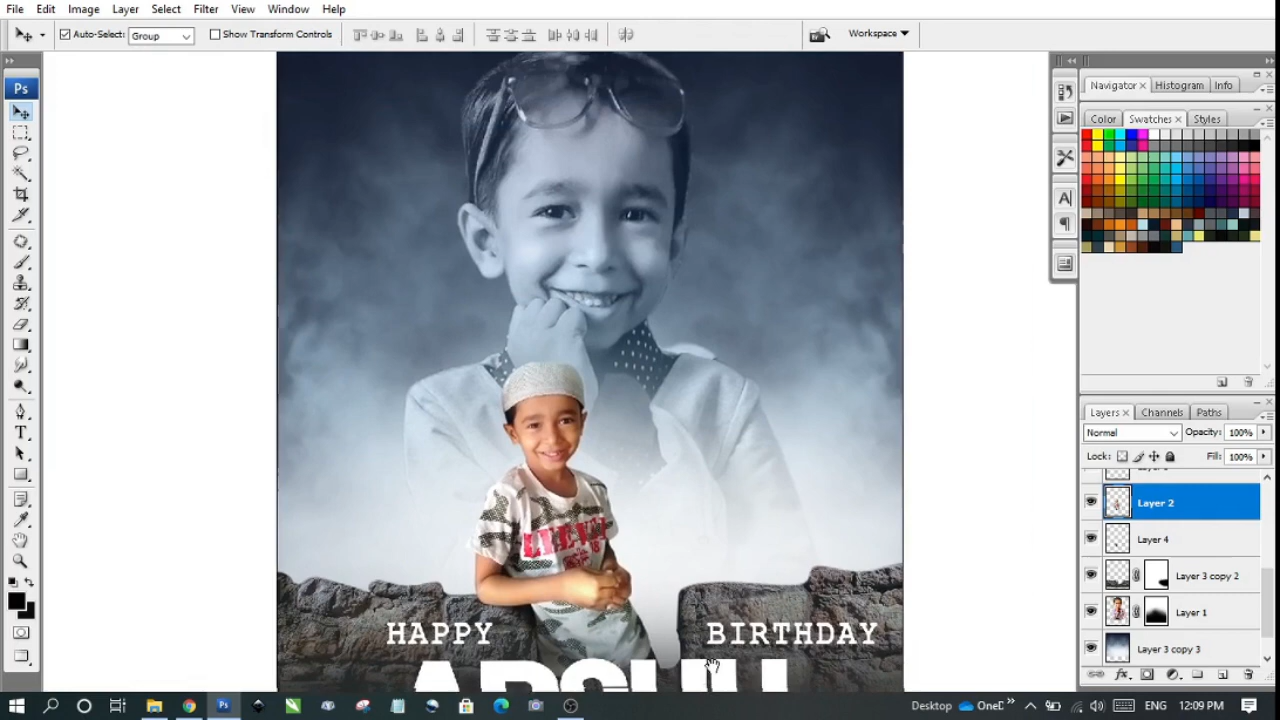 File Edit Image Layer Select Filter View Window Help
Auto-Select: Group Show Transform Controls Workspace
Ps
Navigator Histogram Info
Color Swatches Styles
Layers Channels Paths
Normal Opacity: 100%
Lock: Fill: 100%
Layer 2
Layer 4
Layer 3 copy 2
Layer 1
Layer 3 copy 3
HAPPY BIRTHDAY
Desktop OneD 12:09 PM